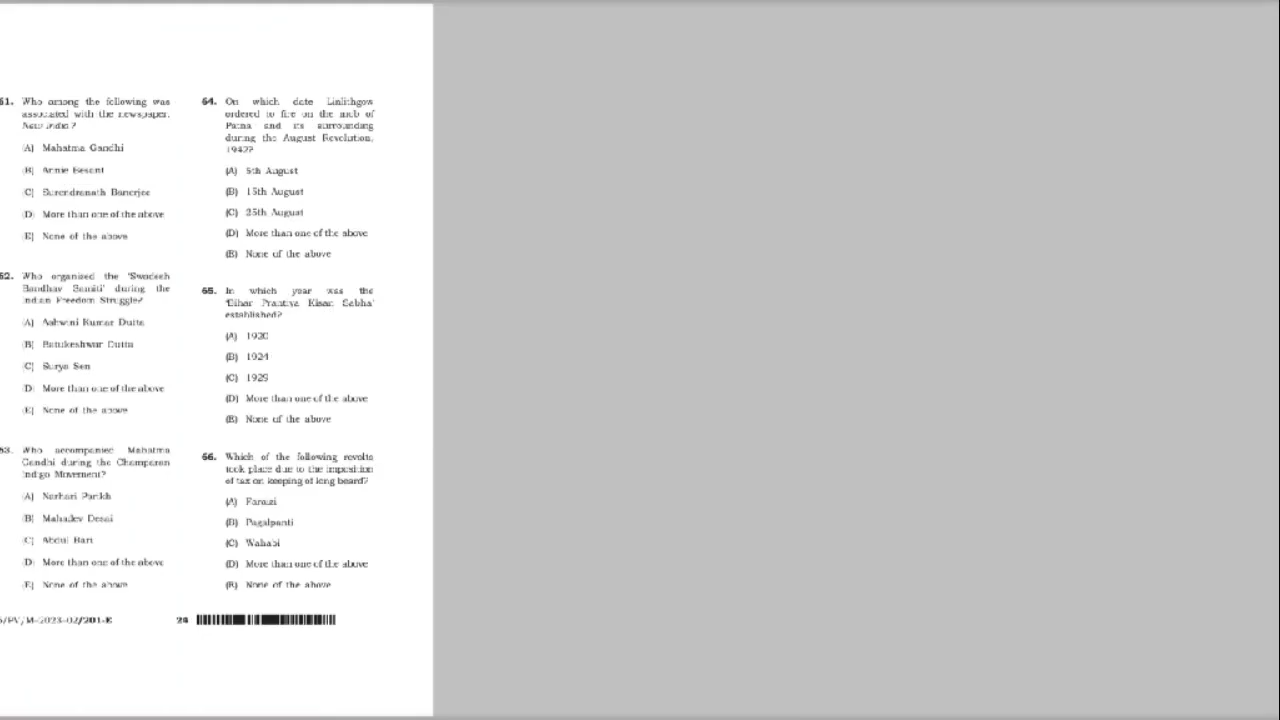 61. Who among the following was
associated with the newspaper,
New India?
(A) Mahatma Gandhi
(B) Annie Besant
(C) Surendranath Banerjee
(D) More than one of the above
(E) None of the above
62. Who organized the 'Swadesh
Bandhav Samiti' during the
Indian Freedom Struggle?
(A) Ashwini Kumar Dutta
(B) Batukeshwar Dutta
(C) Surya Sen
(D) More than one of the above
(E) None of the above
63. Who accompanied Mahatma
Gandhi during the Champaran
Indigo Movement?
(A) Narhari Parikh
(B) Mahadev Desai
(C) Abdul Bari
(D) More than one of the above
(E) None of the above
64. On which date Linlithgow
ordered to fire on the mob of
Patna and its surrounding
during the August Revolution,
1942?
(A) 5th August
(B) 15th August
(C) 25th August
(D) More than one of the above
(E) None of the above
65. In which year was the
'Bihar Prantiya Kisan Sabha'
established?
(A) 1920
(B) 1924
(C) 1929
(D) More than one of the above
(E) None of the above
66. Which of the following revolts
took place due to the imposition
of tax on keeping of long beard?
(A) Farazi
(B) Pagalpanti
(C) Wahabi
(D) More than one of the above
(E) None of the above
/PV/M-2023-02/201-E 26